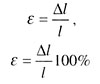 ε = Δl / l ,
ε = Δl / l 100%